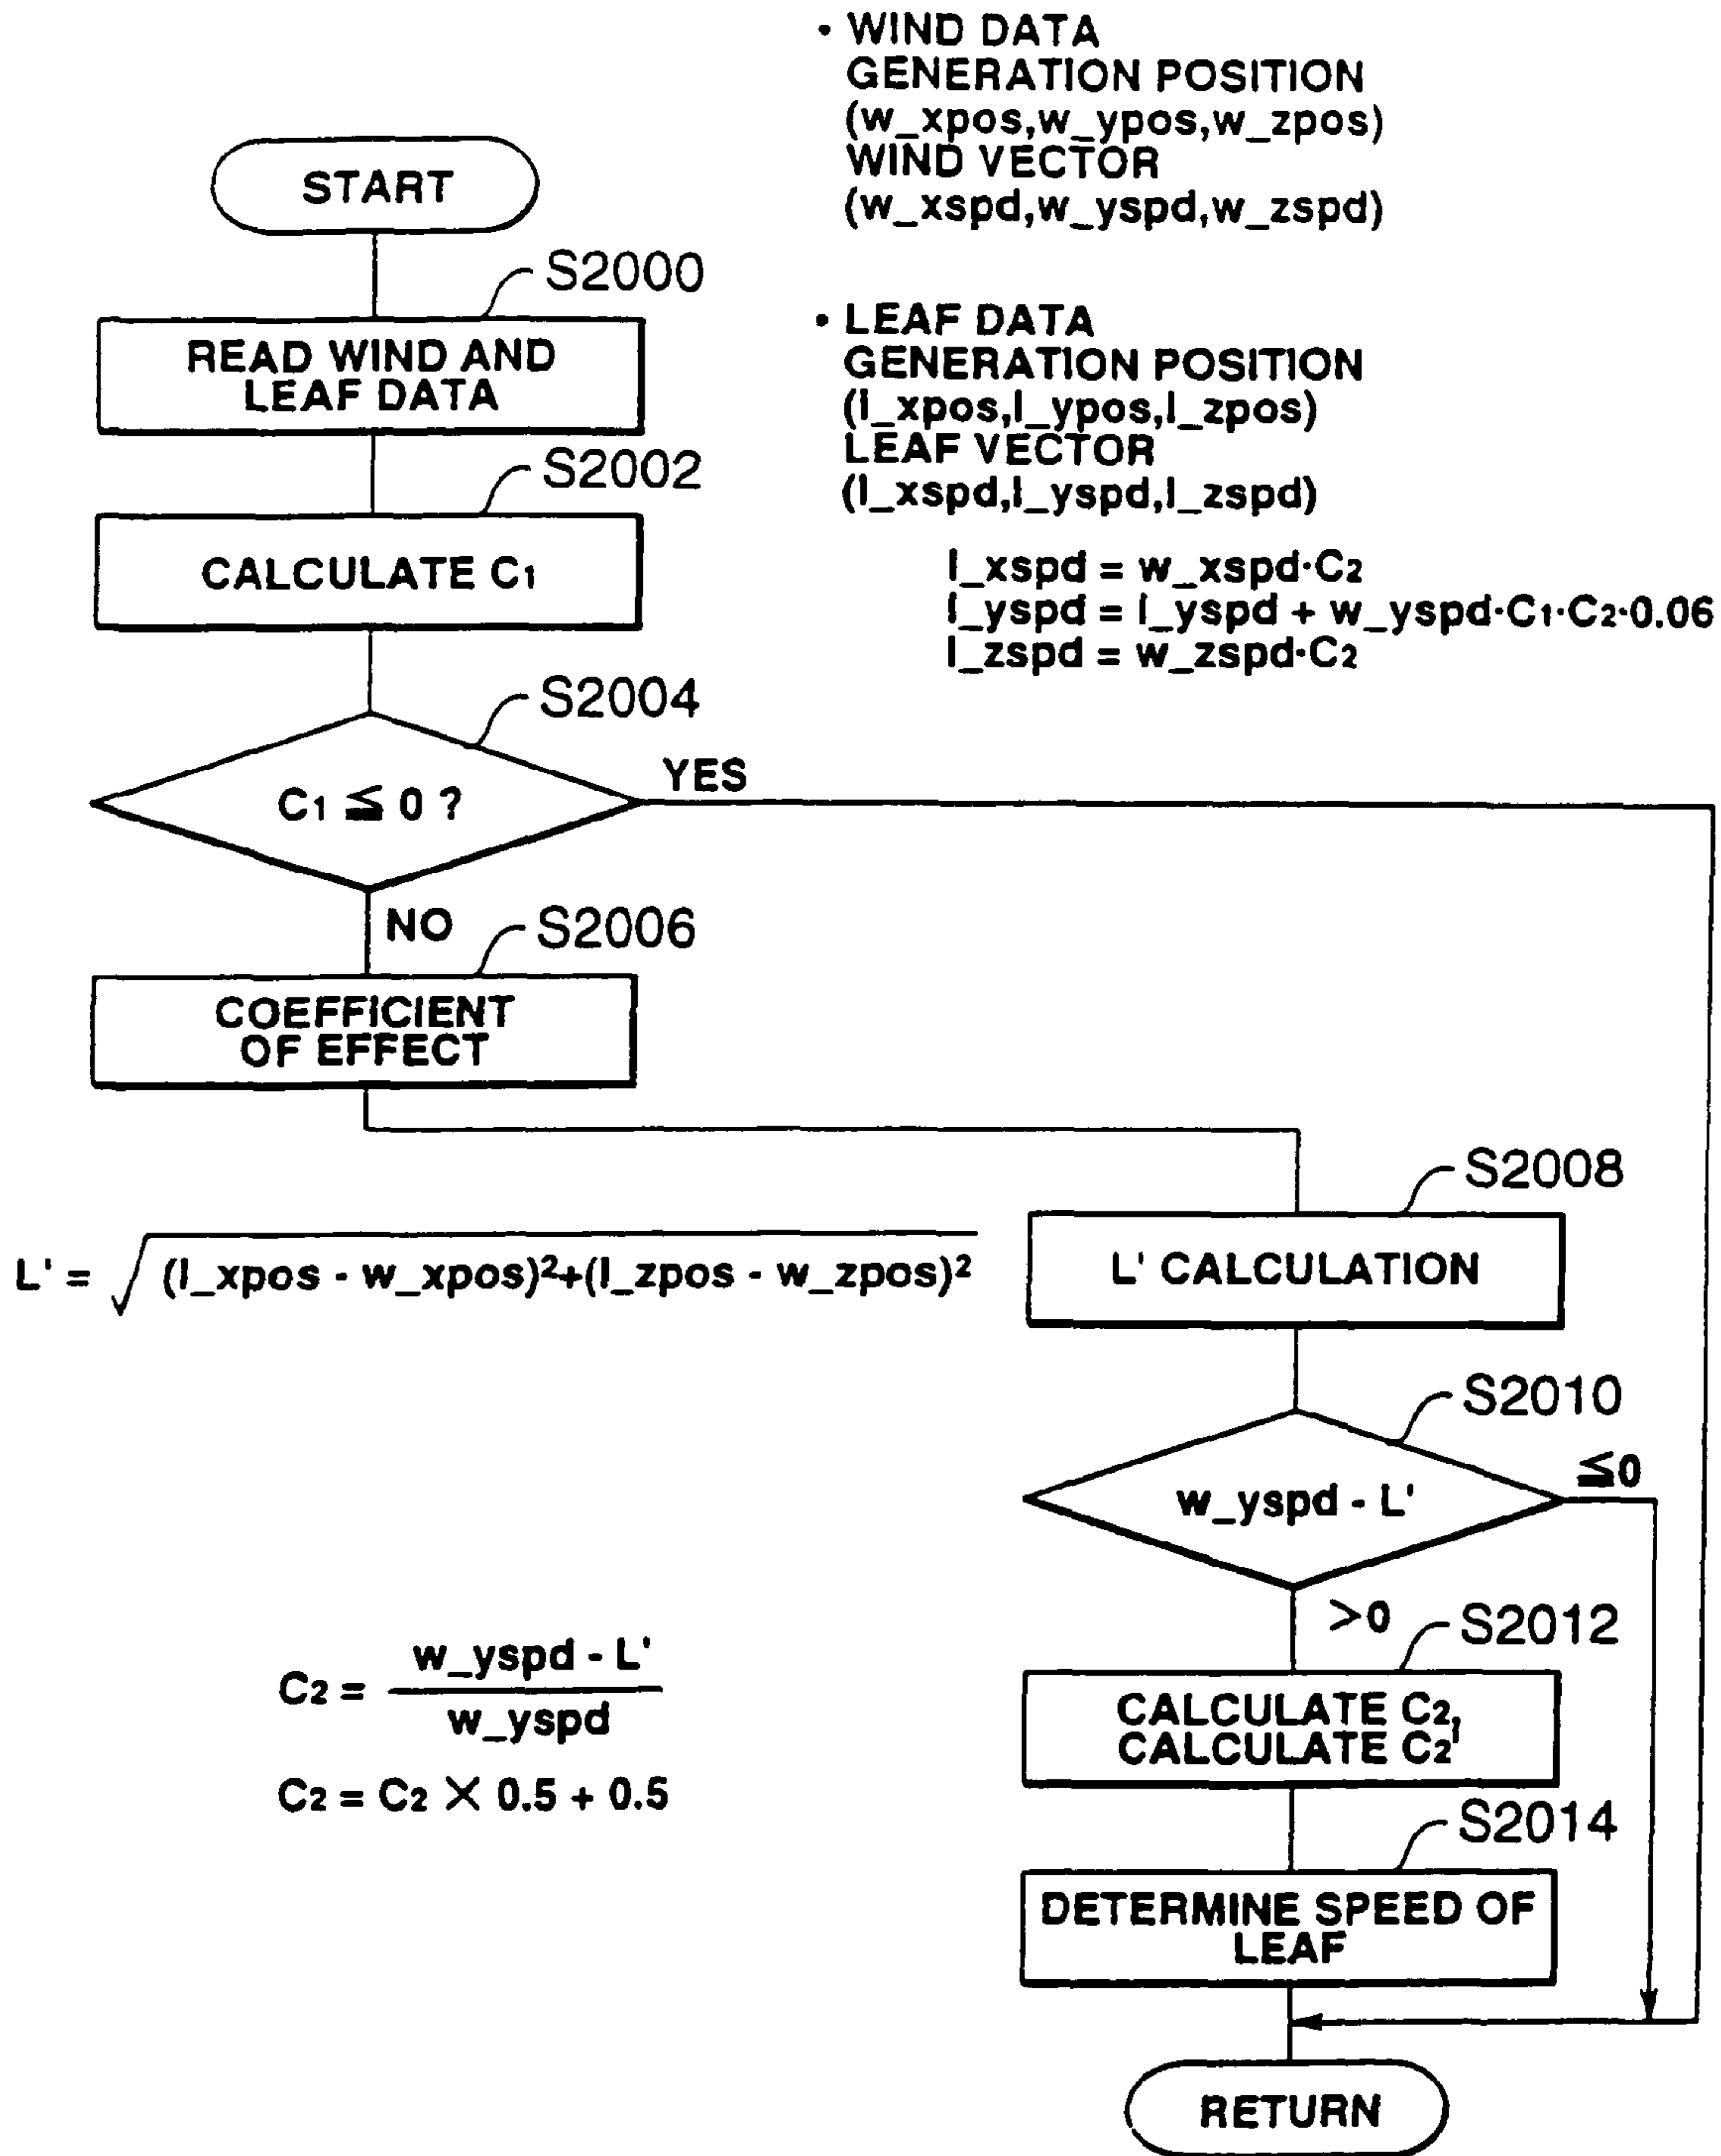 • WIND DATA
GENERATION POSITION
(w_xpos,w_ypos,w_zpos)
WIND VECTOR
(w_xspd,w_yspd,w_zspd)
• LEAF DATA
GENERATION POSITION
(l_xpos,l_ypos,l_zpos)
LEAF VECTOR
(l_xspd,l_yspd,l_zspd)
l_xspd = w_xspd·C2
l_yspd = l_yspd + w_yspd·C1·C2·0.06
l_zspd = w_zspd·C2
START
S2000
READ WIND AND
LEAF DATA
S2002
CALCULATE C1
S2004
C1 ≦ 0 ?
YES
NO
S2006
COEFFICIENT
OF EFFECT
S2008
L' CALCULATION
L' = √(l_xpos - w_xpos)²+(l_zpos - w_zpos)²
S2010
w_yspd - L'
≦0
>0
S2012
CALCULATE C2,
CALCULATE C2'
C2 =
w_yspd - L'
w_yspd
C2 = C2 × 0.5 + 0.5
S2014
DETERMINE SPEED OF
LEAF
RETURN